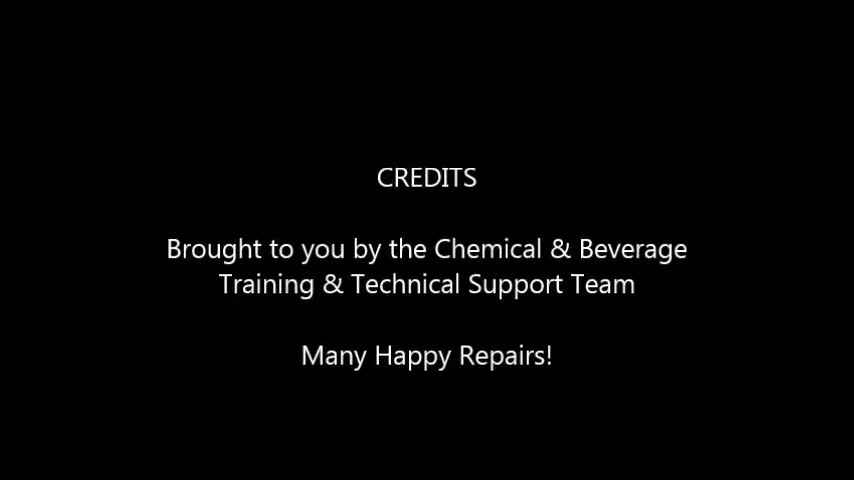 CREDITS
Brought to you by the Chemical & Beverage
Training & Technical Support Team
Many Happy Repairs!